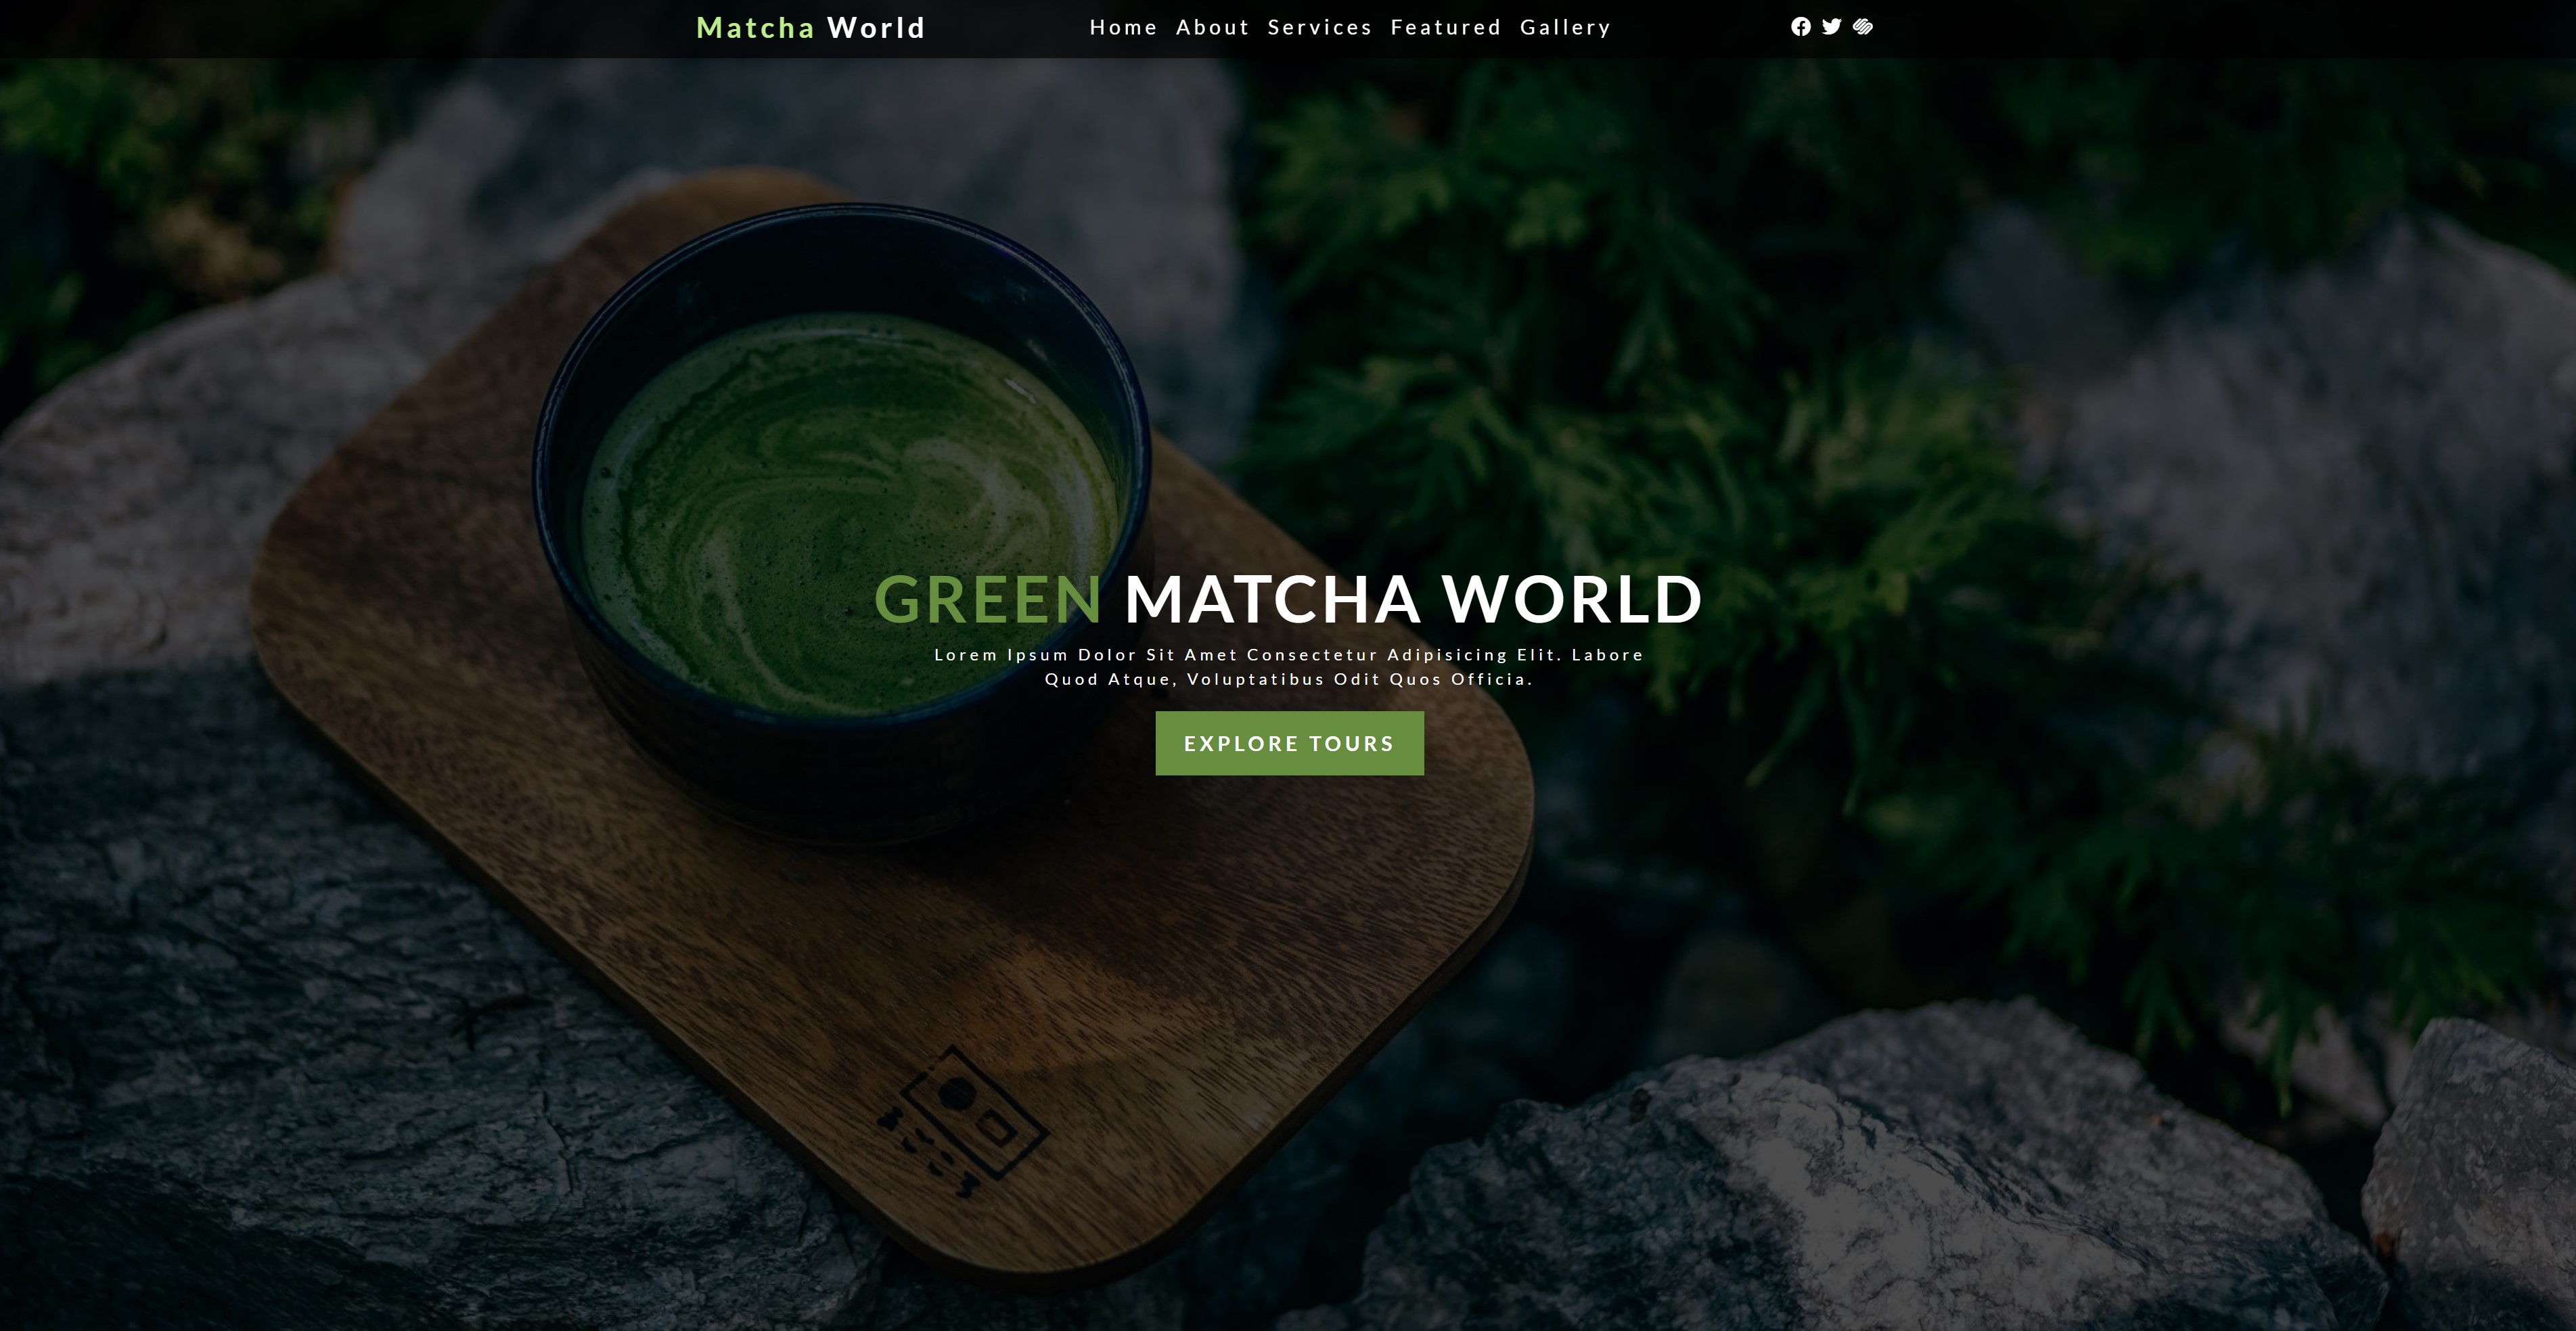 Matcha World
Home About Services Featured Gallery
GREEN MATCHA WORLD
Lorem Ipsum Dolor Sit Amet Consectetur Adipisicing Elit. Labore
Quod Atque, Voluptatibus Odit Quos Officia.
EXPLORE TOURS